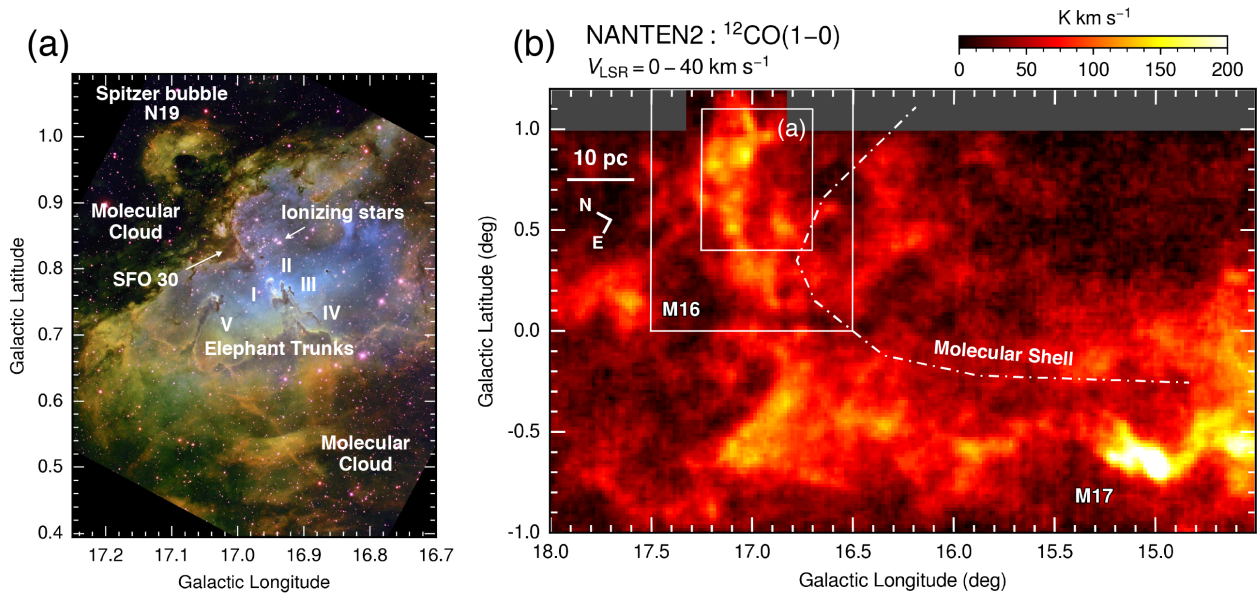 (a)
Spitzer bubble
N19
Molecular
Cloud
Ionizing stars
SFO 30
I
II
III
IV
V
Elephant Trunks
Molecular
Cloud
1.0
0.9
0.8
0.7
0.6
0.5
0.4
17.2 17.1 17.0 16.9 16.8 16.7
Galactic Latitude
Galactic Longitude
(b)
NANTEN2 : ¹²CO(1−0)
V_LSR = 0 − 40 km s⁻¹
K km s⁻¹
0 50 100 150 200
(a)
10 pc
N
E
M16
Molecular Shell
M17
1.0
0.5
0.0
-0.5
-1.0
18.0 17.5 17.0 16.5 16.0 15.5 15.0
Galactic Latitude (deg)
Galactic Longitude (deg)